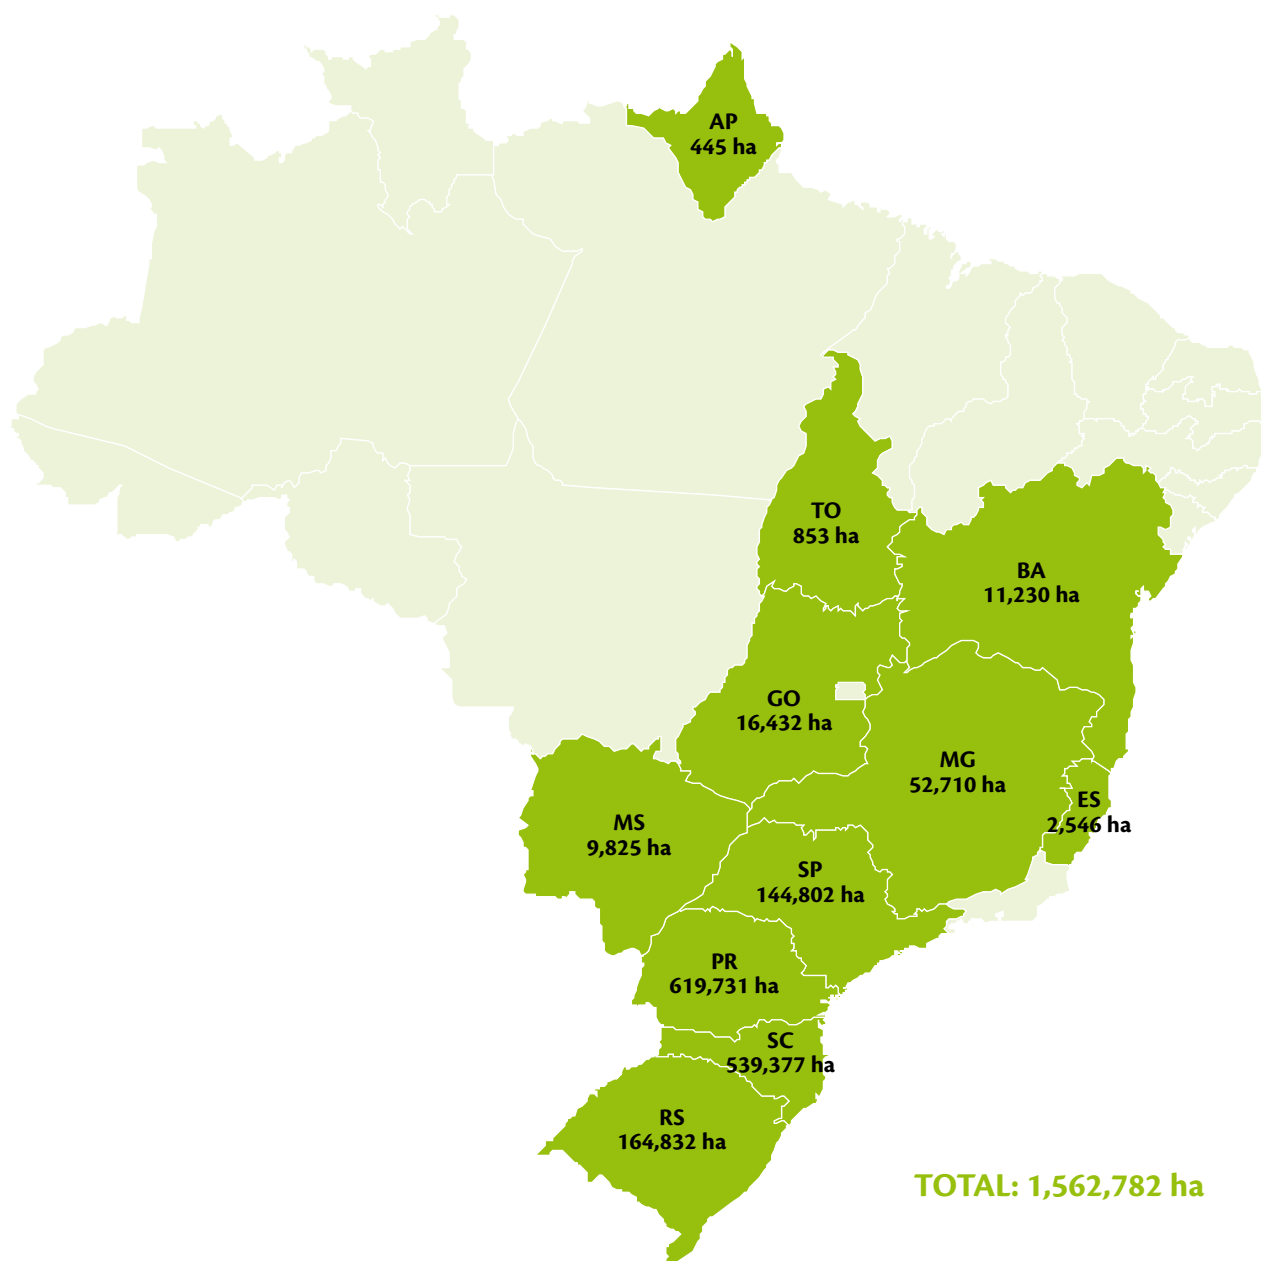 AP
445 ha
TO
853 ha
BA
11,230 ha
GO
16,432 ha
MG
52,710 ha
ES
2,546 ha
MS
9,825 ha
SP
144,802 ha
PR
619,731 ha
SC
539,377 ha
RS
164,832 ha
TOTAL: 1,562,782 ha